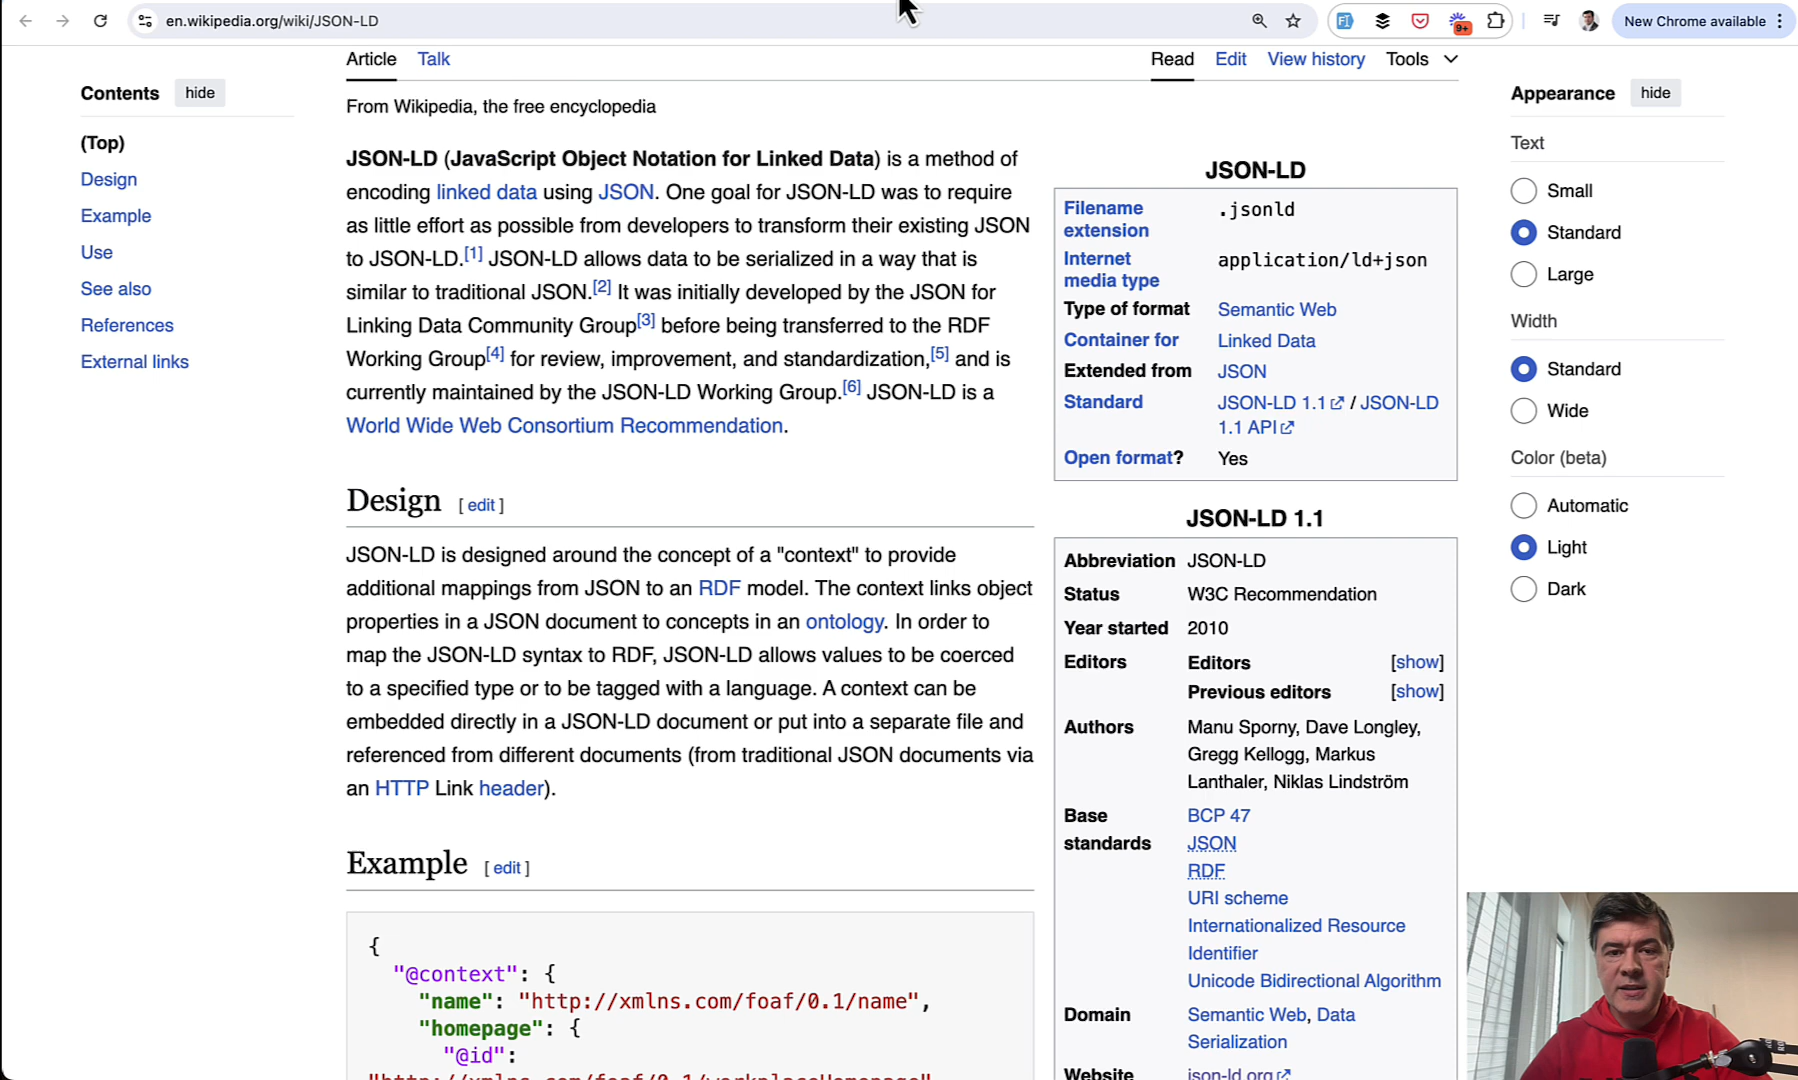 en.wikipedia.org/wiki/JSON-LD
9+
New Chrome available
Article Talk
Read Edit View history Tools
Contents hide
(Top)
Design
Example
Use
See also
References
External links
From Wikipedia, the free encyclopedia
JSON-LD (JavaScript Object Notation for Linked Data) is a method of
encoding linked data using JSON. One goal for JSON-LD was to require
as little effort as possible from developers to transform their existing JSON
to JSON-LD.[1] JSON-LD allows data to be serialized in a way that is
similar to traditional JSON.[2] It was initially developed by the JSON for
Linking Data Community Group[3] before being transferred to the RDF
Working Group[4] for review, improvement, and standardization,[5] and is
currently maintained by the JSON-LD Working Group.[6] JSON-LD is a
World Wide Web Consortium Recommendation.
Design [ edit ]
JSON-LD is designed around the concept of a "context" to provide
additional mappings from JSON to an RDF model. The context links object
properties in a JSON document to concepts in an ontology. In order to
map the JSON-LD syntax to RDF, JSON-LD allows values to be coerced
to a specified type or to be tagged with a language. A context can be
embedded directly in a JSON-LD document or put into a separate file and
referenced from different documents (from traditional JSON documents via
an HTTP Link header).
Example [ edit ]
{
"@context": {
"name": "http://xmlns.com/foaf/0.1/name",
"homepage": {
"@id":
"http://xmlns.com/foaf/0.1/workplaceHomepage"
JSON-LD
Filename extension .jsonld
Internet media type application/ld+json
Type of format Semantic Web
Container for Linked Data
Extended from JSON
Standard JSON-LD 1.1 / JSON-LD
1.1 API
Open format? Yes
JSON-LD 1.1
Abbreviation JSON-LD
Status W3C Recommendation
Year started 2010
Editors Editors [show]
Previous editors [show]
Authors Manu Sporny, Dave Longley,
Gregg Kellogg, Markus
Lanthaler, Niklas Lindström
Base standards BCP 47
JSON
RDF
URI scheme
Internationalized Resource
Identifier
Unicode Bidirectional Algorithm
Domain Semantic Web, Data
Serialization
Website json-ld.org
Appearance hide
Text
Small
Standard
Large
Width
Standard
Wide
Color (beta)
Automatic
Light
Dark